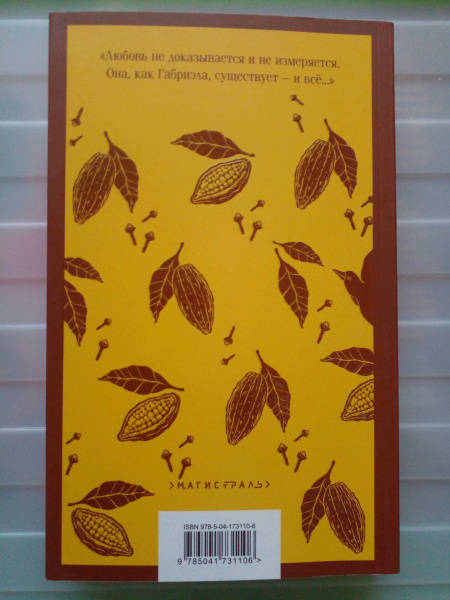 «Любовь не доказывается и не измеряется.
Она, как Габриэла, существует – и всё...»
>МАГИСТРАЛЬ>
ISBN 978-5-04-173110-6
9 785041 731106 >